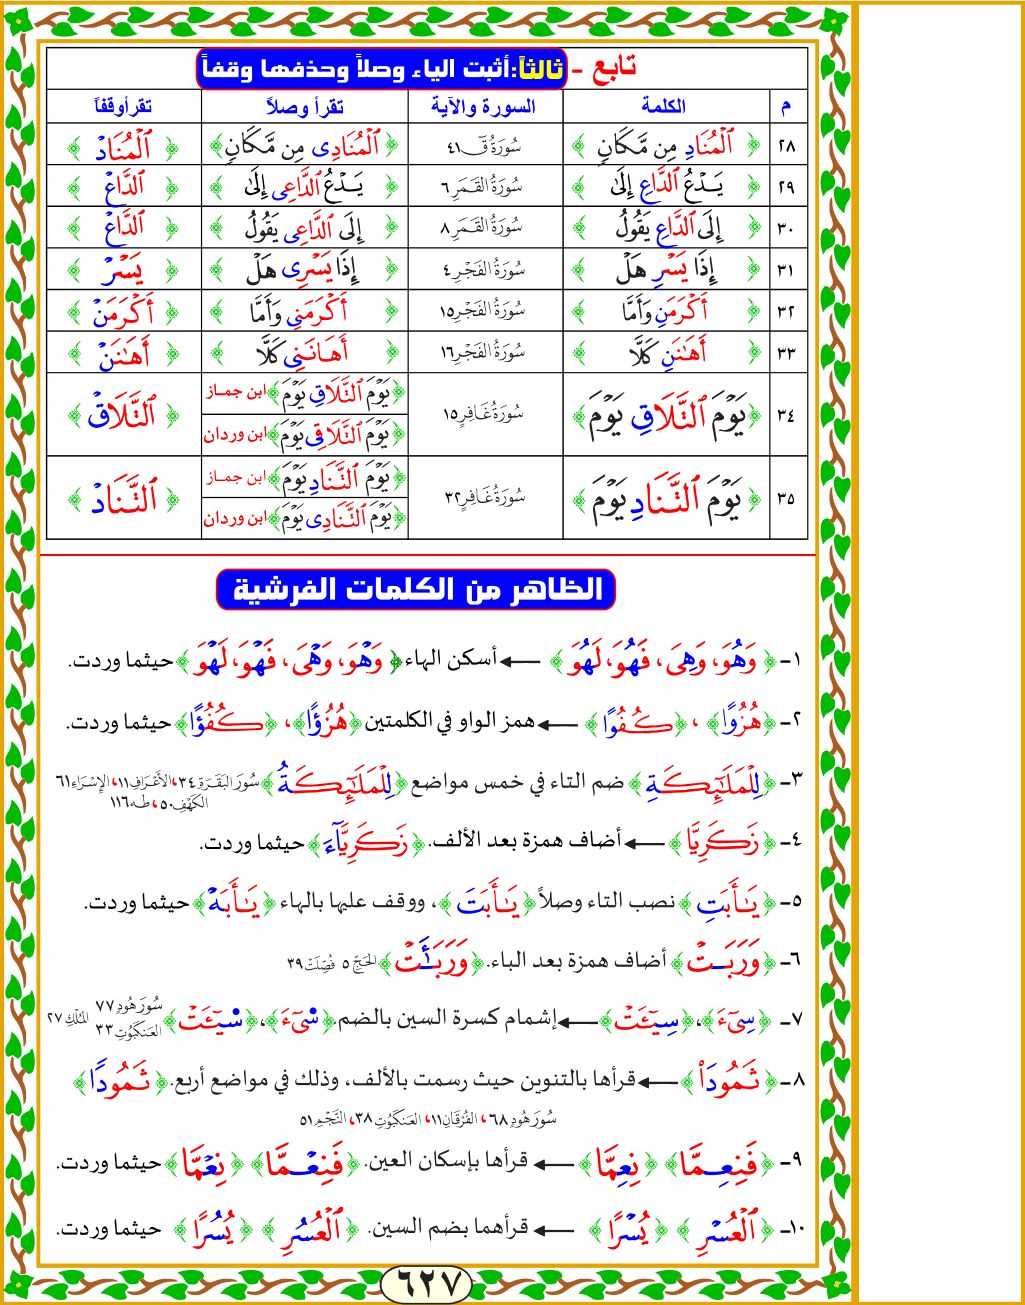 تابع - ثالثاً: أثبت الياء وصلاً وحذفها وقفاً
م الكلمة السورة والآية تقرأ وصلاً تقرأ وقفاً
٢٨ ﴿ ٱلْمُنَادِ مِن مَّكَانٍ ﴾ سُورَةُ قٓ ٤١ ﴿ ٱلْمُنَادِى مِن مَّكَانٍ ﴾ ﴿ ٱلْمُنَادْ ﴾
٢٩ ﴿ يَدْعُ ٱلدَّاعِ إِلَىٰ ﴾ سُورَةُ القَمَرِ ٦ ﴿ يَدْعُ ٱلدَّاعِى إِلَىٰ ﴾ ﴿ ٱلدَّاعْ ﴾
٣٠ ﴿ إِلَى ٱلدَّاعِ يَقُولُ ﴾ سُورَةُ القَمَرِ ٨ ﴿ إِلَى ٱلدَّاعِى يَقُولُ ﴾ ﴿ ٱلدَّاعْ ﴾
٣١ ﴿ إِذَا يَسْرِ هَلْ ﴾ سُورَةُ الفَجْرِ ٤ ﴿ إِذَا يَسْرِى هَلْ ﴾ ﴿ يَسْرْ ﴾
٣٢ ﴿ أَكْرَمَنِ وَأَمَّا ﴾ سُورَةُ الفَجْرِ ١٥ ﴿ أَكْرَمَنِى وَأَمَّا ﴾ ﴿ أَكْرَمَنْ ﴾
٣٣ ﴿ أَهَٰنَنِ كَلَّا ﴾ سُورَةُ الفَجْرِ ١٦ ﴿ أَهَانَنِى كَلَّا ﴾ ﴿ أَهَٰنَنْ ﴾
٣٤ ﴿ يَوْمَ ٱلتَّلَاقِ يَوْمَ ﴾ سُورَةُ غَافِرٍ ١٥ ﴿ يَوْمَ ٱلتَّلَاقِ يَوْمَ ﴾ ابن جماز ﴿ ٱلتَّلَاقْ ﴾
﴿ يَوْمَ ٱلتَّلَاقِى يَوْمَ ﴾ ابن وردان
٣٥ ﴿ يَوْمَ ٱلتَّنَادِ يَوْمَ ﴾ سُورَةُ غَافِرٍ ٣٢ ﴿ يَوْمَ ٱلتَّنَادِ يَوْمَ ﴾ ابن جماز ﴿ ٱلتَّنَادْ ﴾
﴿ يَوْمَ ٱلتَّنَادِى يَوْمَ ﴾ ابن وردان
الظاهر من الكلمات الفرشية
١- ﴿ وَهُوَ، وَهِىَ، فَهُوَ، لَهُوَ ﴾ ← أسكن الهاء ﴿ وَهْوَ، وَهْىَ، فَهْوَ، لَهْوَ ﴾ حيثما وردت.
٢- ﴿ هُزُوًا ﴾، ﴿ كُفُوًا ﴾ ← همز الواو في الكلمتين ﴿ هُزُؤًا ﴾، ﴿ كُفُؤًا ﴾ حيثما وردت.
٣- ﴿ لِلْمَلَٰٓئِكَةِ ﴾ ضم التاء في خمس مواضع ﴿ لِلْمَلَٰٓئِكَةُ ﴾ سُورَ البَقَرَةِ ٣٤، الأَعْرَافِ ١١، الإِسْرَاءِ ٦١
الكَهْفِ ٥٠، طه ١١٦
٤- ﴿ زَكَرِيَّا ﴾ ← أضاف همزة بعد الألف. ﴿ زَكَرِيَّآءَ ﴾ حيثما وردت.
٥- ﴿ يَٰٓأَبَتِ ﴾ نصب التاء وصلاً ﴿ يَٰٓأَبَتَ ﴾، ووقف عليها بالهاء ﴿ يَٰٓأَبَهْ ﴾ حيثما وردت.
٦- ﴿ وَرَبَتْ ﴾ أضاف همزة بعد الباء. ﴿ وَرَبَأَتْ ﴾ الحَجِّ ٥ فُصِّلَتْ ٣٩
٧- ﴿ سِىٓءَ ﴾، ﴿ سِيٓـَٔتْ ﴾ ← إشمام كسرة السين بالضم. ﴿ سىٓءَ ﴾، ﴿ سيٓـَٔتْ ﴾ سُورَ هُودٍ ٧٧ المُلْكِ ٢٧
العَنكَبُوتِ ٣٣
٨- ﴿ ثَمُودَا۟ ﴾ ← قرأها بالتنوين حيث رسمت بالألف، وذلك في مواضع أربع. ﴿ ثَمُودًا ﴾
سُورَ هُودٍ ٦٨، الفُرْقَانِ ١١، العَنكَبُوتِ ٣٨، النَّجْمِ ٥١
٩- ﴿ فَنِعِمَّا ﴾ ﴿ نِعِمَّا ﴾ ← قرأها بإسكان العين. ﴿ فَنِعْمَّا ﴾ ﴿ نِعْمَّا ﴾ حيثما وردت.
١٠- ﴿ ٱلْعُسْرِ ﴾ ﴿ يُسْرًا ﴾ ← قرأهما بضم السين. ﴿ ٱلْعُسُرِ ﴾ ﴿ يُسُرًا ﴾ حيثما وردت.
٦٢٧